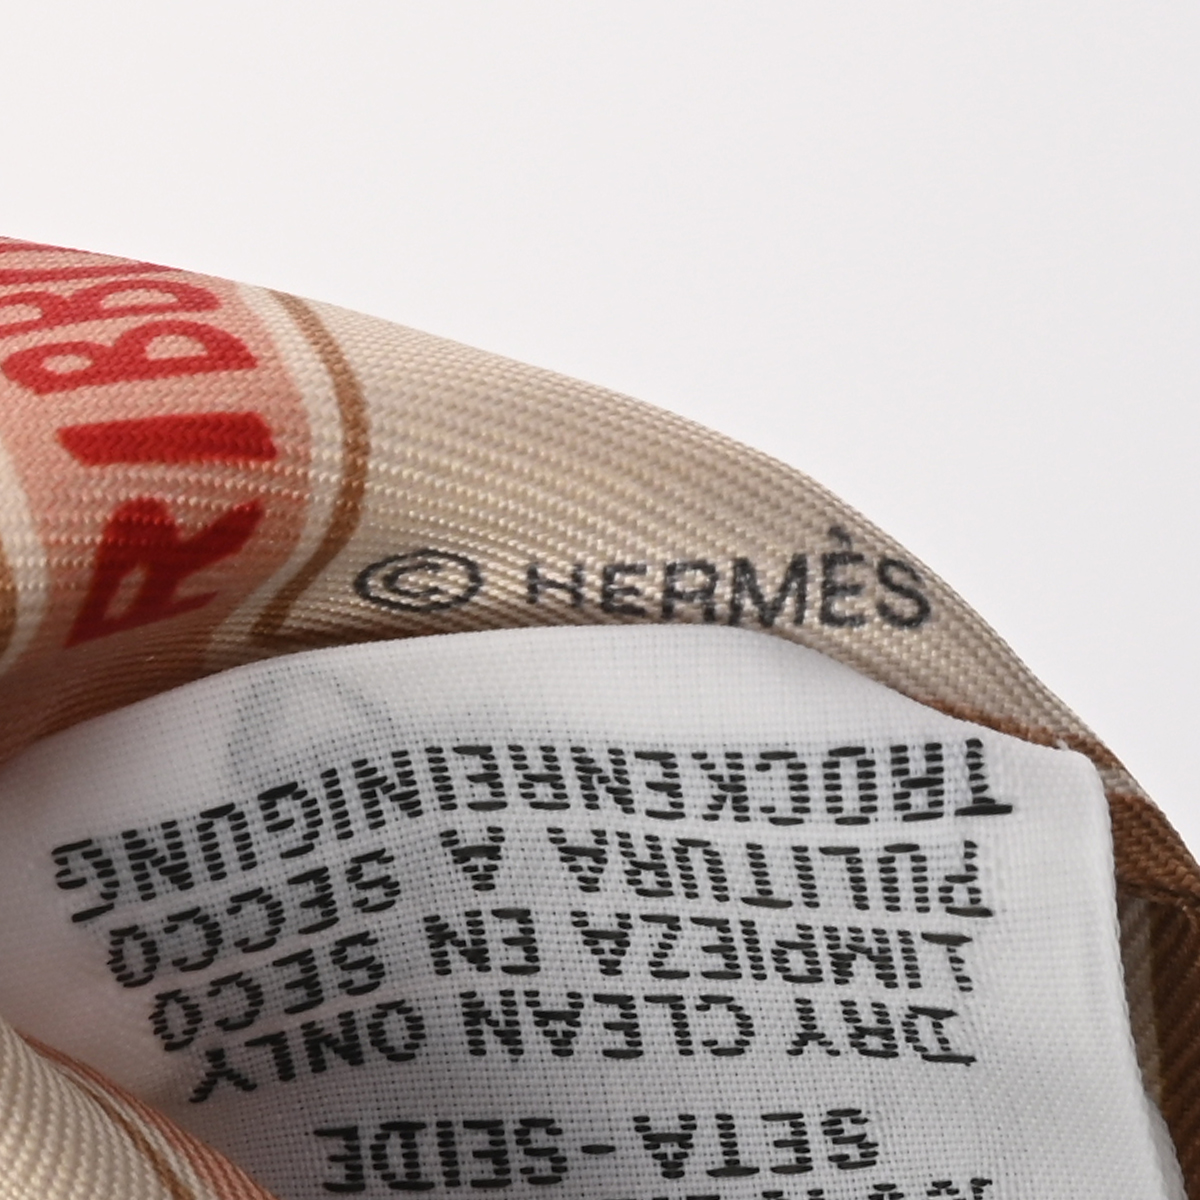 © HERMÈS
SETA - SEIDE
DRY CLEAN ONLY
LIMPIEZA EN SECO
PULITURA A SECCO
TROCKENREINIGUNG